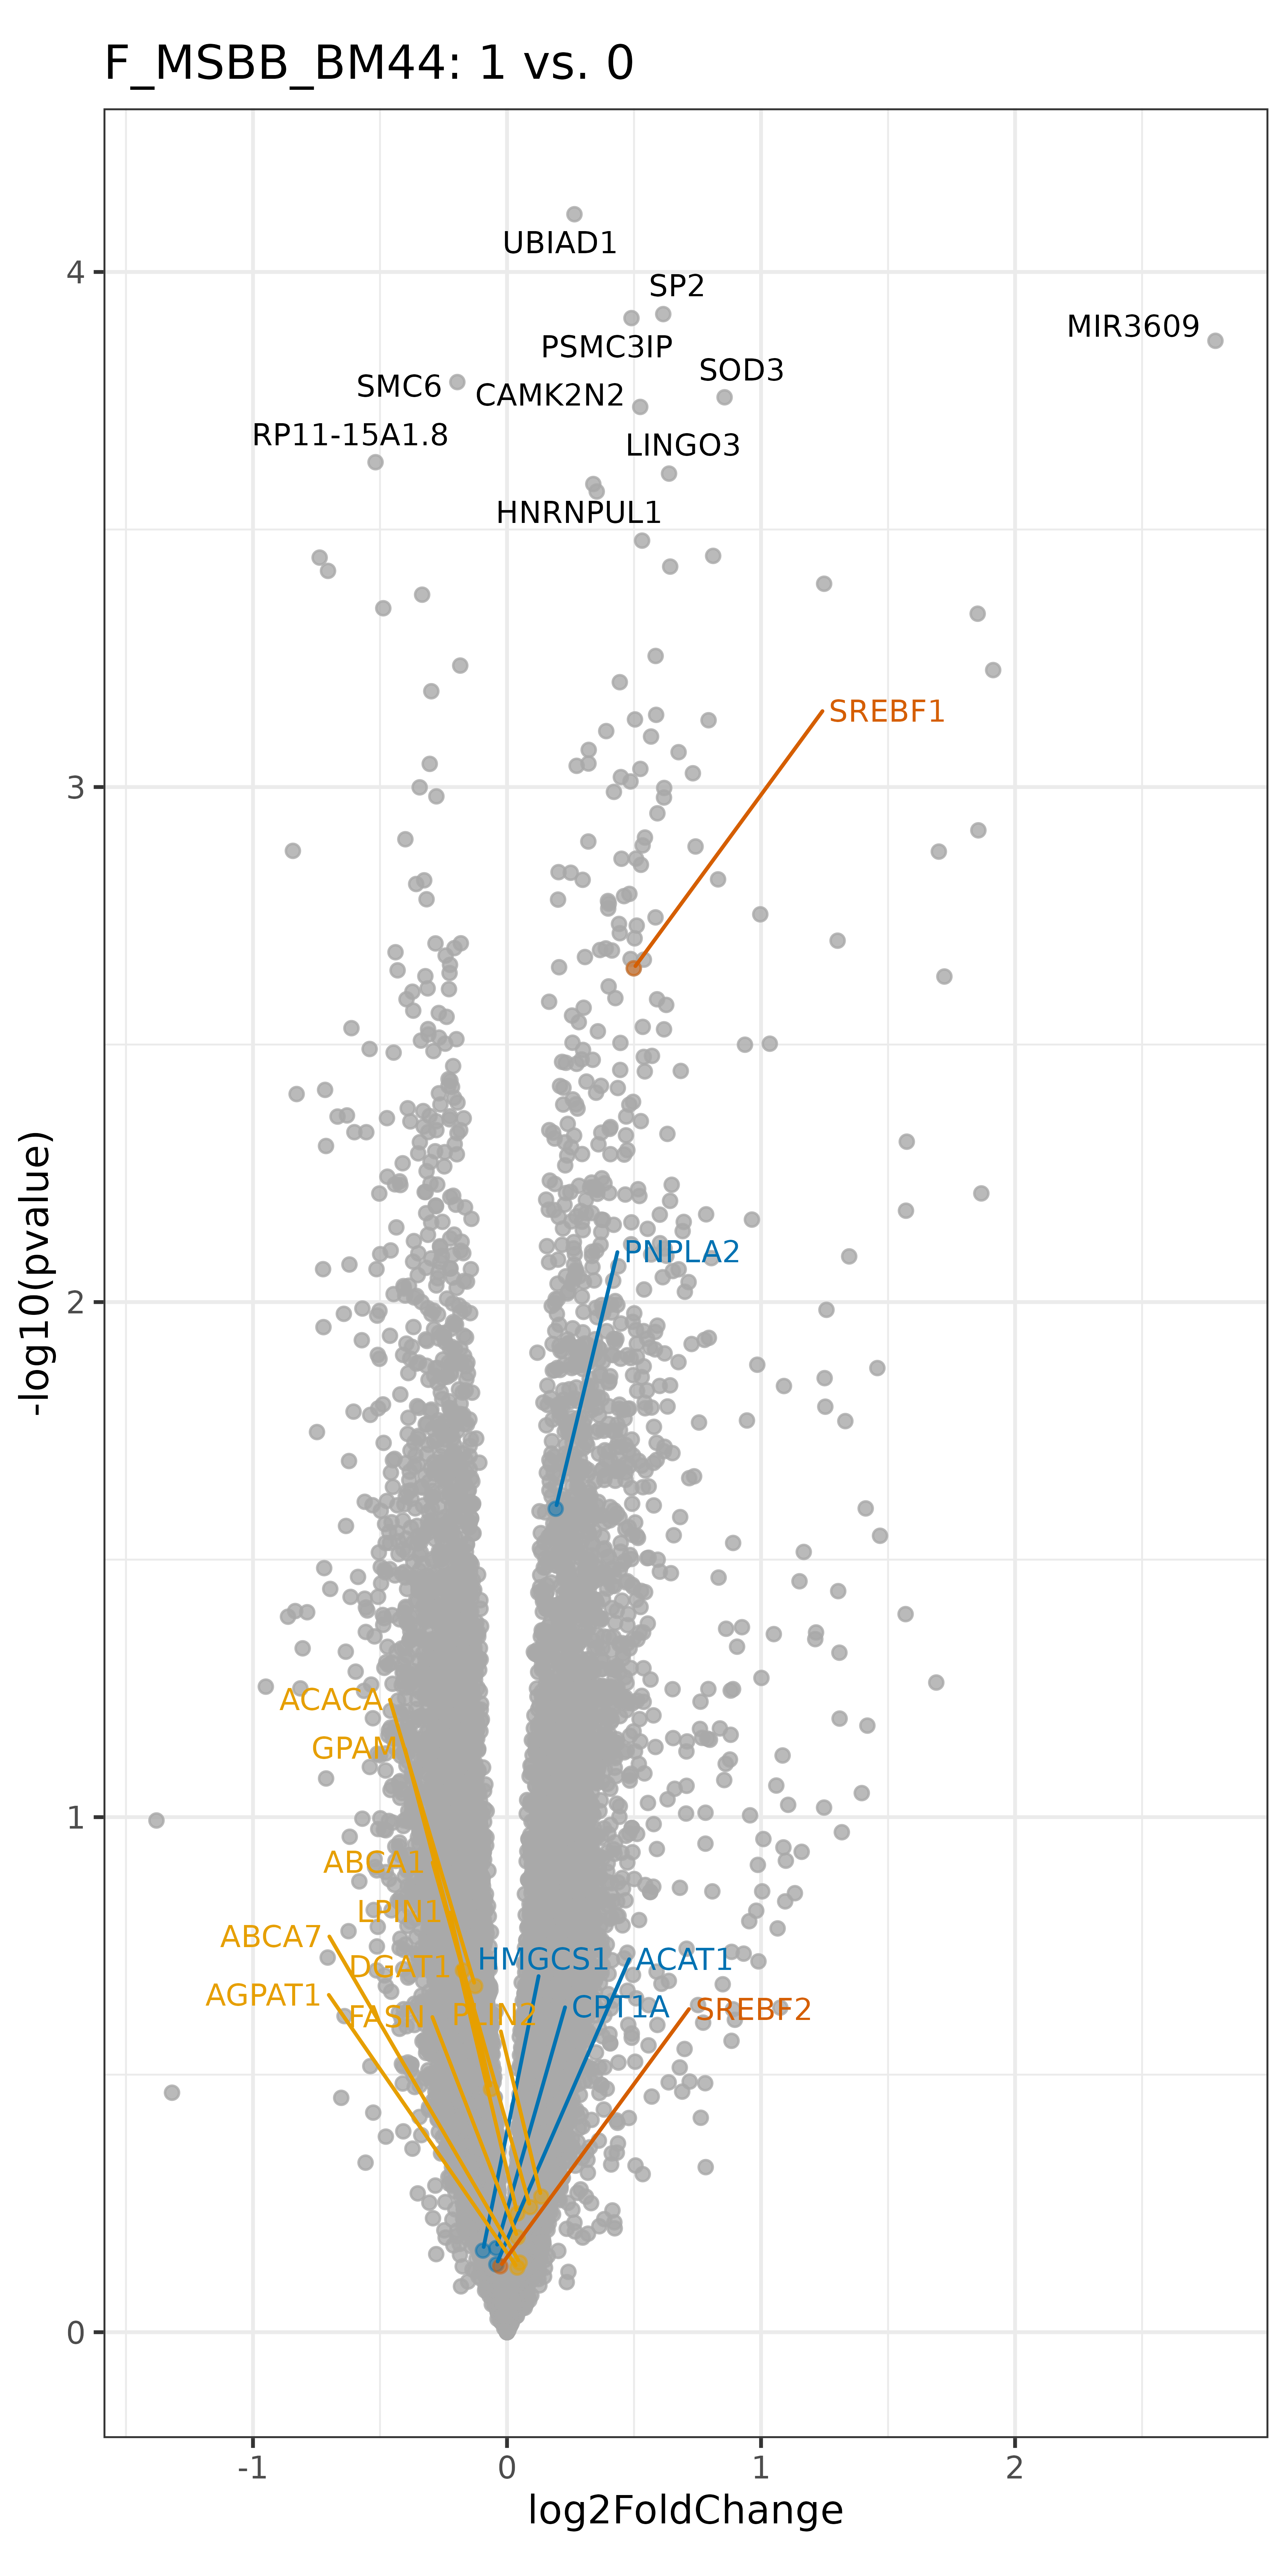 F_MSBB_BM44: 1 vs. 0
UBIAD1
4
SP2
MIR3609
PSMC3IP
SOD3
SMC6
CAMK2N2
RP11-15A1.8
LINGO3
HNRNPUL1
SREBF1
3
-log10(pvalue)
PNPLA2
2
ACACA
GPAM
1
ABCA1
LPIN1
ABCA7
HMGCS1
ACAT1
DGAT1
AGPAT1
CPT1A
SREBF2
FASN
PLIN2
0
-1
0
1
2
log2FoldChange